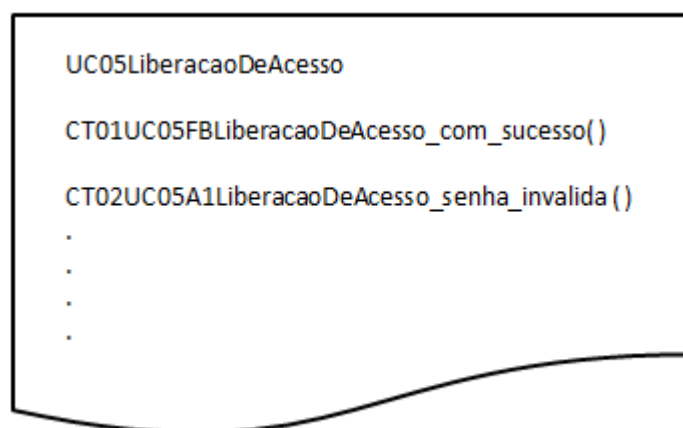 UC05LiberacaoDeAcesso
CT01UC05FBLiberacaoDeAcesso_com_sucesso()
CT02UC05A1LiberacaoDeAcesso_senha_invalida()
.
.
.
.